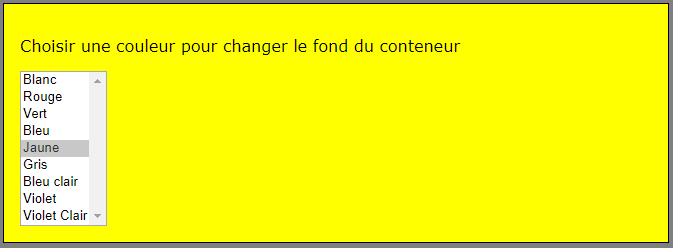 Choisir une couleur pour changer le fond du conteneur
Blanc
Rouge
Vert
Bleu
Jaune
Gris
Bleu clair
Violet
Violet Clair